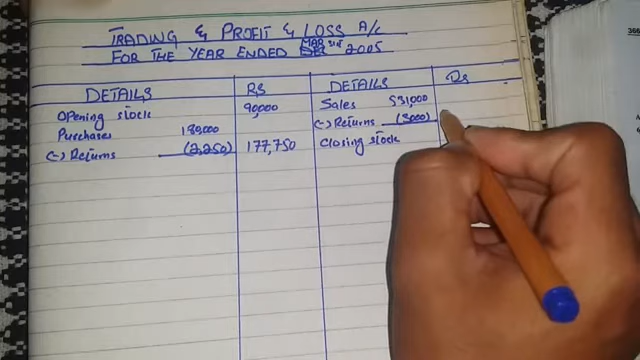 TRADING & PROFIT & LOSS A/C
FOR THE YEAR ENDED MAR 31st 2005
DETAILS RS DETAILS Rs
Opening stock 90,000 Sales 531,000
Purchases 180,000 (-) Returns (3000)
(-) Returns (2,250) 177,750 Closing stock